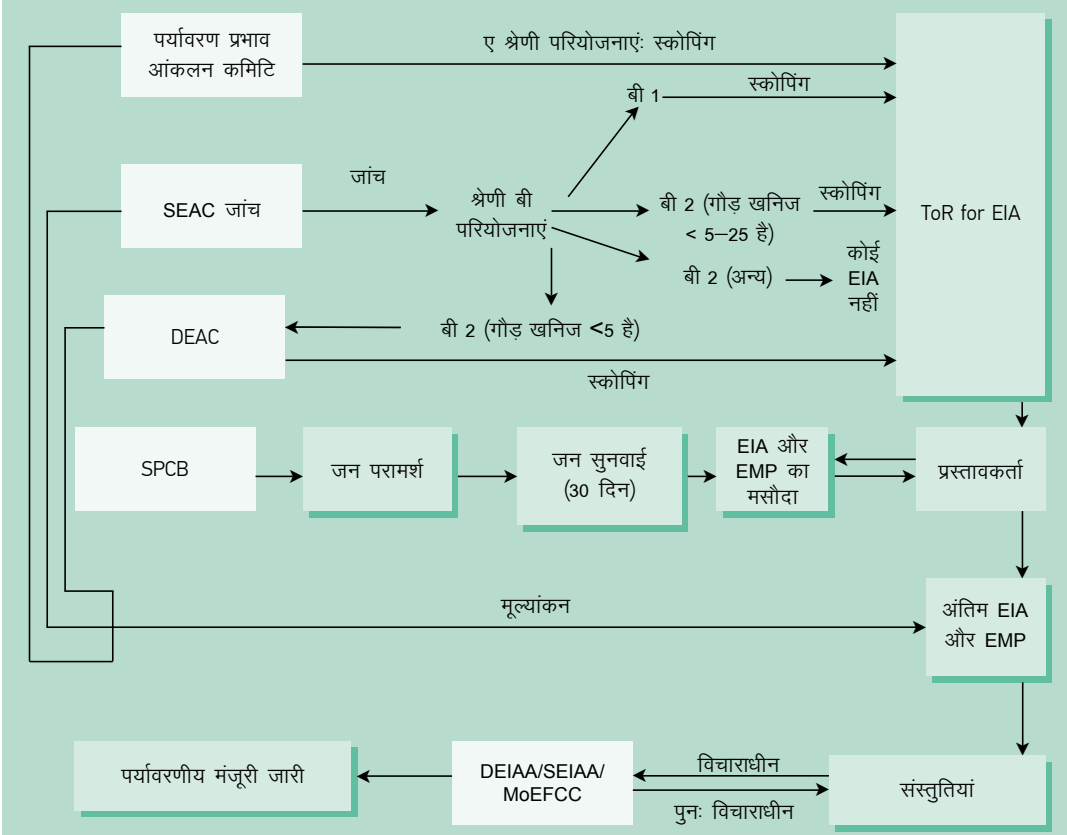 पर्यावरण प्रभाव
आंकलन कमिटि
ए श्रेणी परियोजनाएं: स्कोपिंग
बी 1
स्कोपिंग
SEAC जांच
जांच
श्रेणी बी
परियोजनाएं
बी 2 (गौड़ खनिज
< 5–25 है)
स्कोपिंग
ToR for EIA
बी 2 (अन्य)
कोई
EIA
नहीं
DEAC
बी 2 (गौड़ खनिज <5 है)
स्कोपिंग
SPCB
जन परामर्श
जन सुनवाई
(30 दिन)
EIA और
EMP का
मसौदा
प्रस्तावकर्ता
मूल्यांकन
अंतिम EIA
और EMP
पर्यावरणीय मंजूरी जारी
DEIAA/SEIAA/
MoEFCC
विचाराधीन
पुनः विचाराधीन
संस्तुतियां